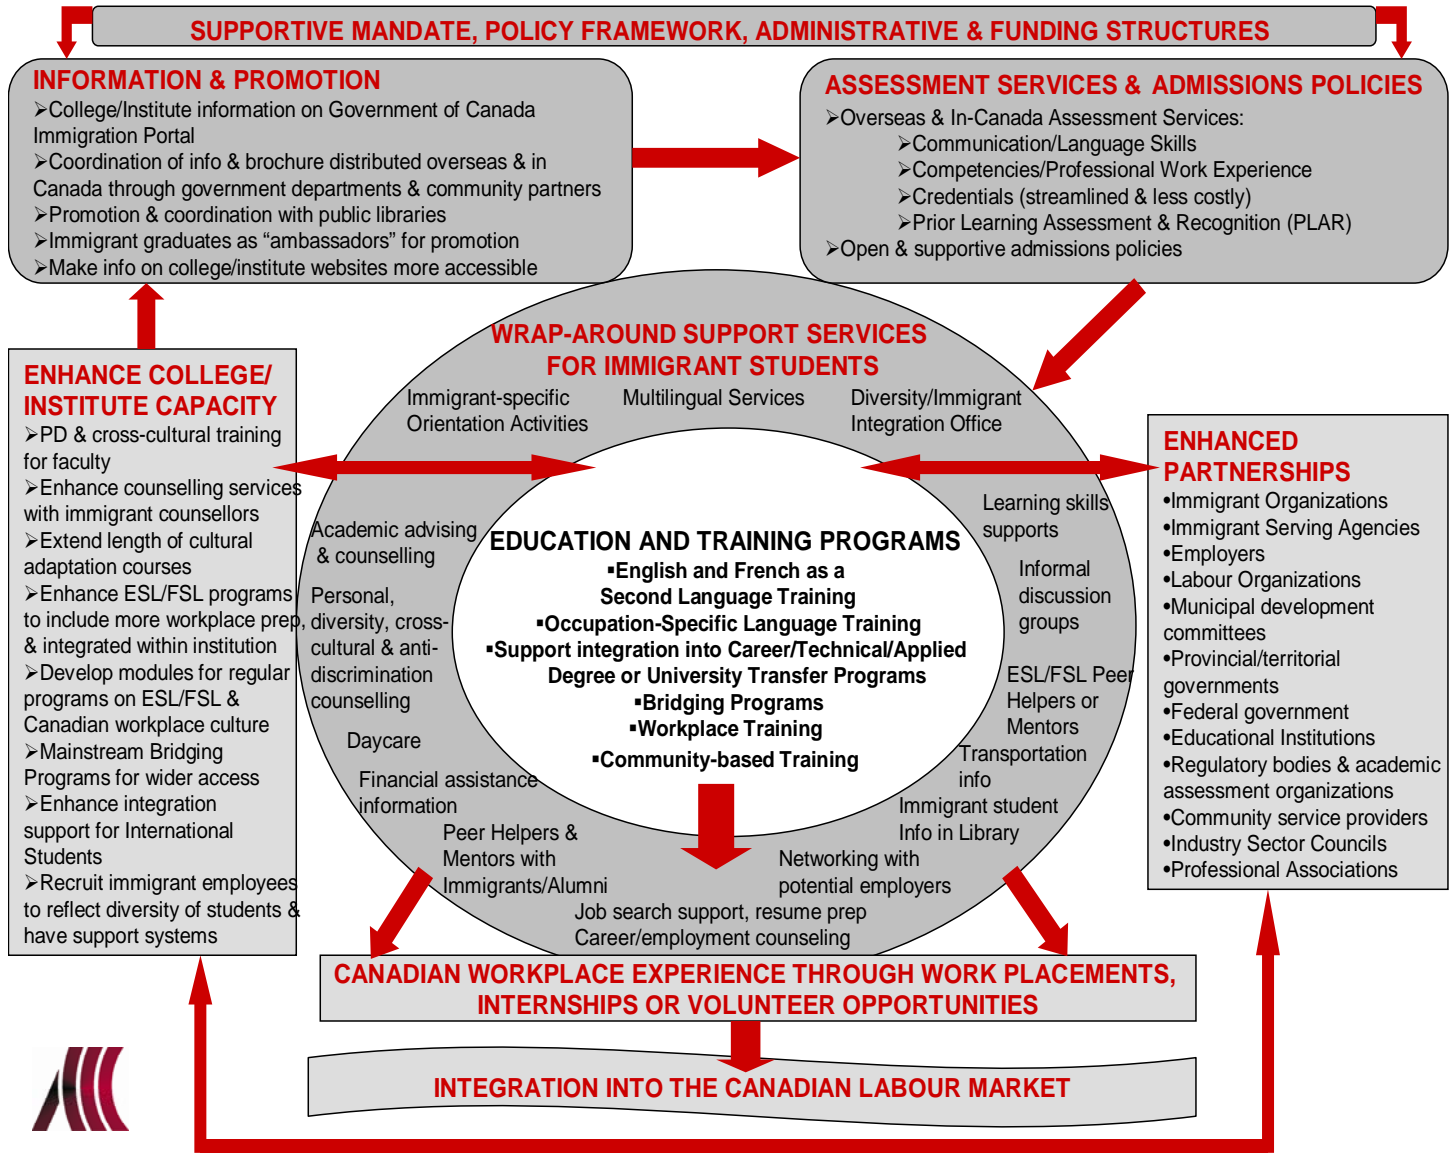 SUPPORTIVE MANDATE, POLICY FRAMEWORK, ADMINISTRATIVE & FUNDING STRUCTURES
INFORMATION & PROMOTION
➢College/Institute information on Government of Canada
Immigration Portal
➢Coordination of info & brochure distributed overseas & in
Canada through government departments & community partners
➢Promotion & coordination with public libraries
➢Immigrant graduates as “ambassadors” for promotion
➢Make info on college/institute websites more accessible
ASSESSMENT SERVICES & ADMISSIONS POLICIES
➢Overseas & In-Canada Assessment Services:
➢Communication/Language Skills
➢Competencies/Professional Work Experience
➢Credentials (streamlined & less costly)
➢Prior Learning Assessment & Recognition (PLAR)
➢Open & supportive admissions policies
WRAP-AROUND SUPPORT SERVICES
FOR IMMIGRANT STUDENTS
Immigrant-specific
Orientation Activities
Multilingual Services
Diversity/Immigrant
Integration Office
ENHANCE COLLEGE/
INSTITUTE CAPACITY
➢PD & cross-cultural training
for faculty
➢Enhance counselling services
with immigrant counsellors
➢Extend length of cultural
adaptation courses
➢Enhance ESL/FSL programs
to include more workplace prep,
& integrated within institution
➢Develop modules for regular
programs on ESL/FSL &
Canadian workplace culture
➢Mainstream Bridging
Programs for wider access
➢Enhance integration
support for International
Students
➢Recruit immigrant employees
to reflect diversity of students &
have support systems
Academic advising
& counselling
Personal,
diversity, cross-
cultural & anti-
discrimination
counselling
Daycare
Financial assistance
information
Peer Helpers &
Mentors with
Immigrants/Alumni
Job search support, resume prep
Career/employment counseling
EDUCATION AND TRAINING PROGRAMS
▪English and French as a
Second Language Training
▪Occupation-Specific Language Training
▪Support integration into Career/Technical/Applied
Degree or University Transfer Programs
▪Bridging Programs
▪Workplace Training
▪Community-based Training
Learning skills
supports
Informal
discussion
groups
ESL/FSL Peer
Helpers or
Mentors
Transportation
info
Immigrant student
Info in Library
Networking with
potential employers
ENHANCED
PARTNERSHIPS
•Immigrant Organizations
•Immigrant Serving Agencies
•Employers
•Labour Organizations
•Municipal development
committees
•Provincial/territorial
governments
•Federal government
•Educational Institutions
•Regulatory bodies & academic
assessment organizations
•Community service providers
•Industry Sector Councils
•Professional Associations
CANADIAN WORKPLACE EXPERIENCE THROUGH WORK PLACEMENTS,
INTERNSHIPS OR VOLUNTEER OPPORTUNITIES
INTEGRATION INTO THE CANADIAN LABOUR MARKET
ACC